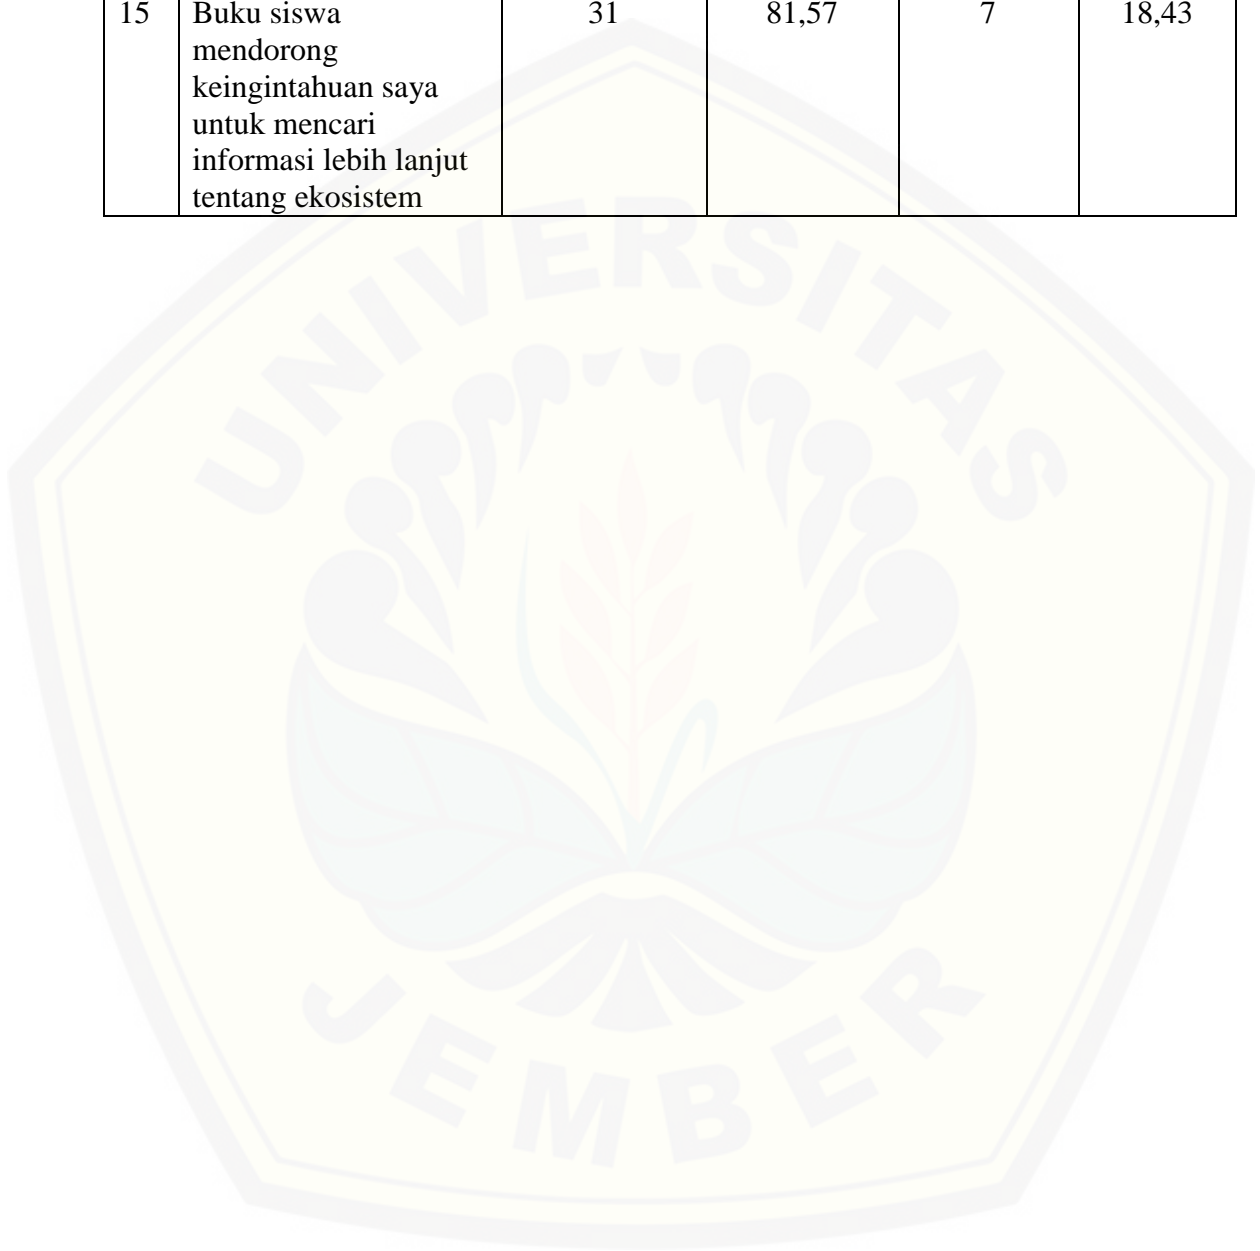 15 Buku siswa 31 81,57 7 18,43
mendorong
keingintahuan saya
untuk mencari
informasi lebih lanjut
tentang ekosistem
UNIVERSITAS
JEMBER